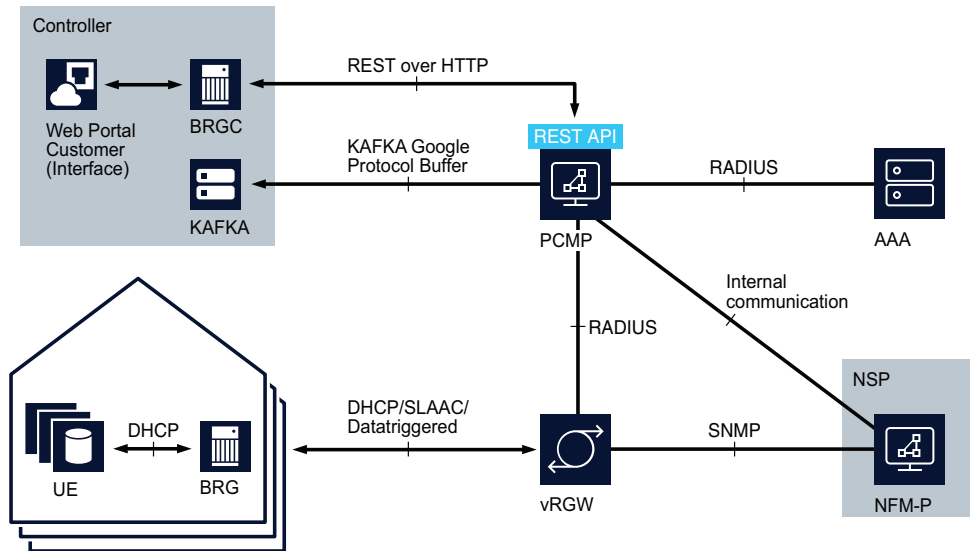 Controller
Web Portal
Customer
(Interface)
BRGC
KAFKA
REST over HTTP
KAFKA Google
Protocol Buffer
REST API
PCMP
RADIUS
AAA
Internal
communication
RADIUS
NSP
NFM-P
DHCP
UE
BRG
DHCP/SLAAC/
Datatriggered
vRGW
SNMP